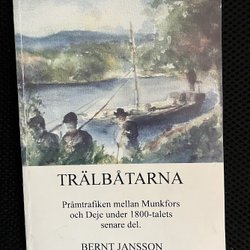 TRÄLBÅTARNA
Pråmtrafiken mellan Munkfors
och Deje under 1800-talets
senare del.
BERNT JANSSON